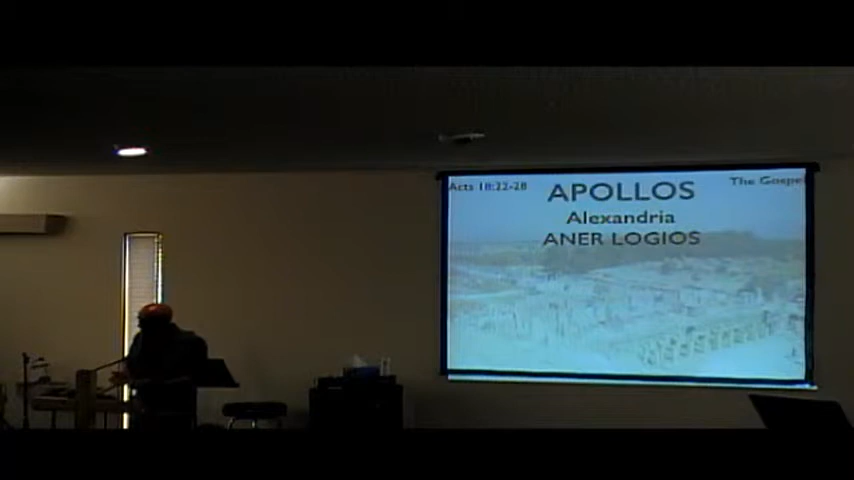 Acts 18:22-28
The Gospel
APOLLOS
Alexandria
ANER LOGIOS